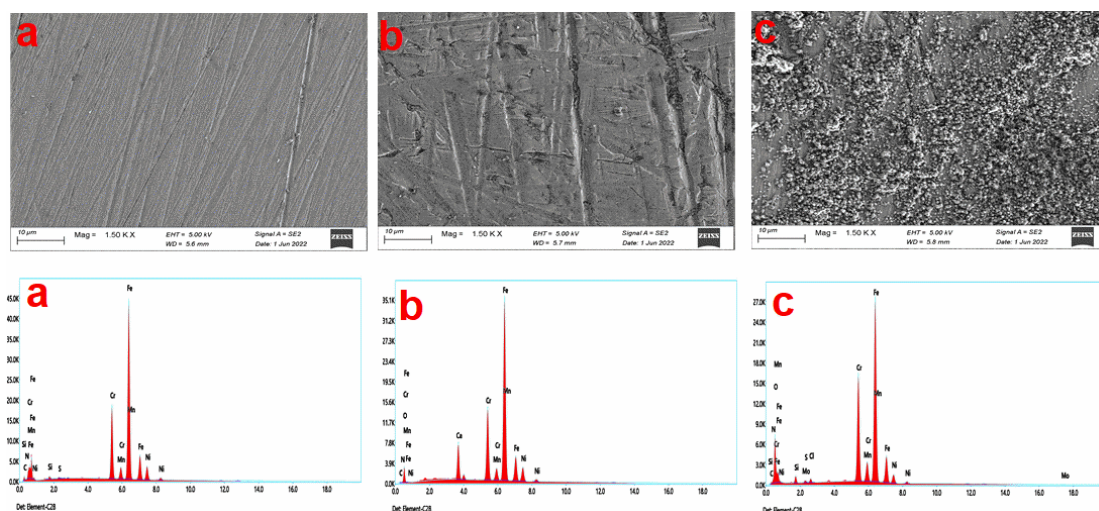 a
10 µm
Mag = 1.50 K X
EHT = 5.00 kV
WD = 5.6 mm
Signal A = SE2
Date: 1 Jun 2022
ZEISS
b
10 µm
Mag = 1.50 K X
EHT = 5.00 kV
WD = 5.7 mm
Signal A = SE2
Date: 1 Jun 2022
ZEISS
c
10 µm
Mag = 1.50 K X
EHT = 5.00 kV
WD = 5.8 mm
Signal A = SE2
Date: 1 Jun 2022
ZEISS
a
45.0K
40.0K
35.0K
30.0K
25.0K
20.0K
15.0K
10.0K
5.0K
0.0K
Fe
Fe
Cr
Fe
Mn
Si Fe
N
C Ni
Si
S
Cr
Cr
Mn
Mn
Fe
Ni
Ni
0.0 2.0 4.0 6.0 8.0 10.0 12.0 14.0 16.0 18.0
Det: Element-C2B
b
35.1K
31.2K
27.3K
23.4K
19.5K
15.6K
11.7K
7.8K
3.9K
0.0K
Fe
Fe
Cr
O
Mn
N Fe
C Ni
Ca
Cr
Cr
Mn
Mn
Fe
Ni
Ni
0.0 2.0 4.0 6.0 8.0 10.0 12.0 14.0 16.0 18.0
Det: Element-C2B
c
27.0K
24.0K
21.0K
18.0K
15.0K
12.0K
9.0K
6.0K
3.0K
0.0K
Fe
Mn
O
Fe
Fe
N
Cr
Si Fe
C Ni
Si
S Cl
Mo
Cr
Cr
Mn
Mn
Fe
Ni
Ni
Mo
0.0 2.0 4.0 6.0 8.0 10.0 12.0 14.0 16.0 18.0
Det: Element-C2B